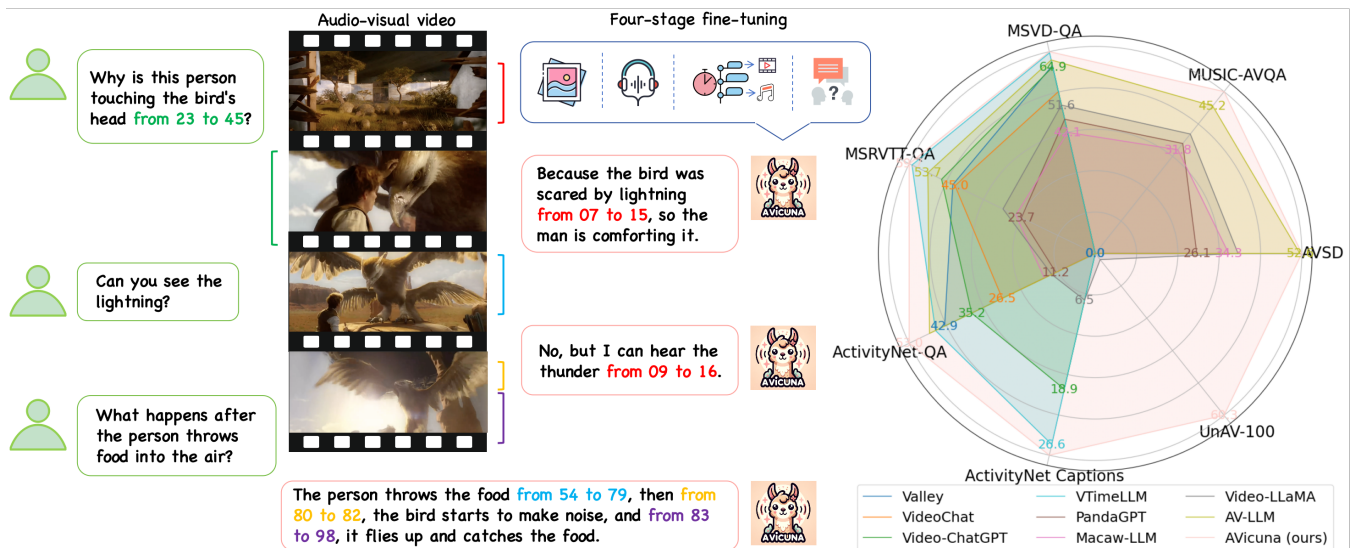 Audio-visual video
Four-stage fine-tuning
Why is this person
touching the bird's
head from 23 to 45?
?
Because the bird was
scared by lightning
from 07 to 15, so the
man is comforting it.
AVICUNA
Can you see the
lightning?
No, but I can hear the
thunder from 09 to 16.
AVICUNA
What happens after
the person throws
food into the air?
The person throws the food from 54 to 79, then from
80 to 82, the bird starts to make noise, and from 83
to 98, it flies up and catches the food.
AVICUNA
MSVD-QA
64.9
51.6
MUSIC-AVQA
45.2
31.8
MSRVTT-QA
53.7
45.0
23.7
0.0
26.1
34.3
AVSD
11.2
6.5
26.5
35.2
42.9
ActivityNet-QA
18.9
26.6
UnAV-100
ActivityNet Captions
Valley
VideoChat
Video-ChatGPT
VTimeLLM
PandaGPT
Macaw-LLM
Video-LLaMA
AV-LLM
AVicuna (ours)